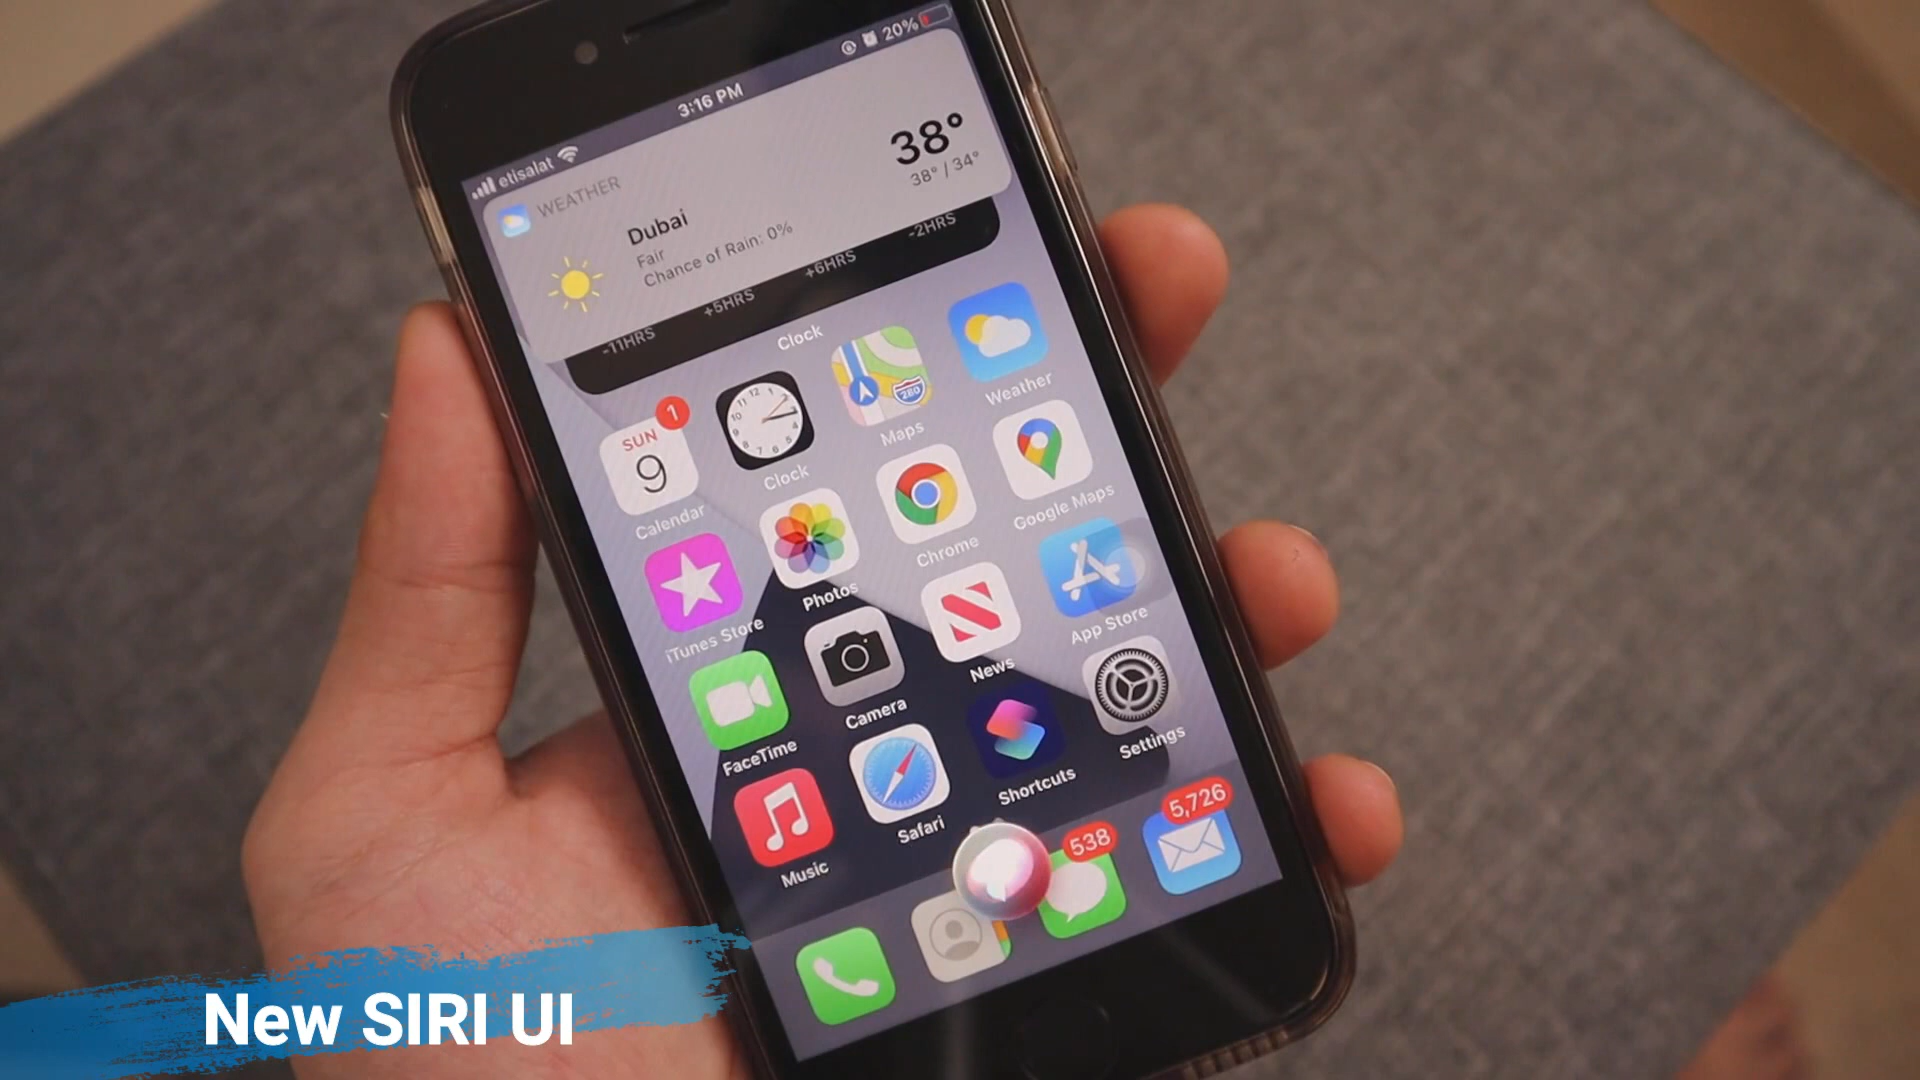 etisalat
3:16 PM
20%
WEATHER
Dubai
Fair
Chance of Rain: 0%
38°
38° / 34°
-11HRS
+5HRS
+6HRS
-2HRS
Clock
1
SUN
9
Calendar
Clock
280
Maps
Weather
iTunes Store
Photos
Chrome
Google Maps
FaceTime
Camera
News
App Store
Music
Safari
Shortcuts
Settings
538
5,726
New SIRI UI